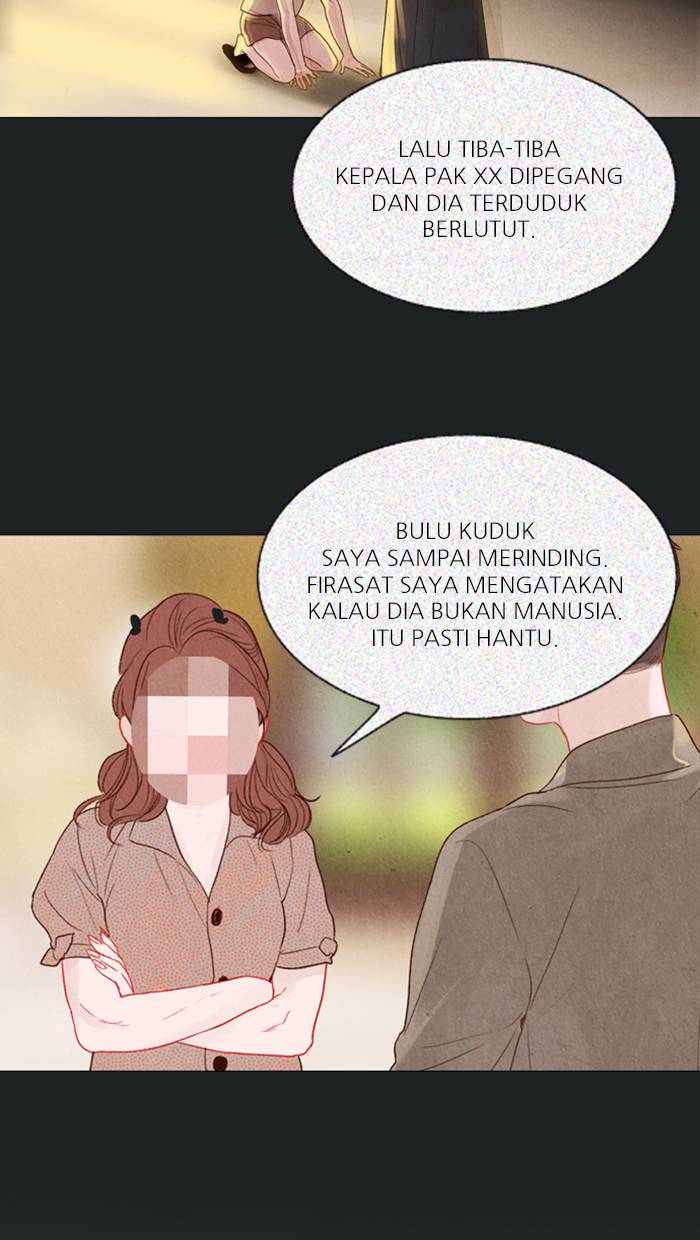 LALU TIBA-TIBA
KEPALA PAK XX DIPEGANG
DAN DIA TERDUDUK
BERLUTUT.
BULU KUDUK
SAYA SAMPAI MERINDING.
FIRASAT SAYA MENGATAKAN
KALAU DIA BUKAN MANUSIA.
ITU PASTI HANTU.